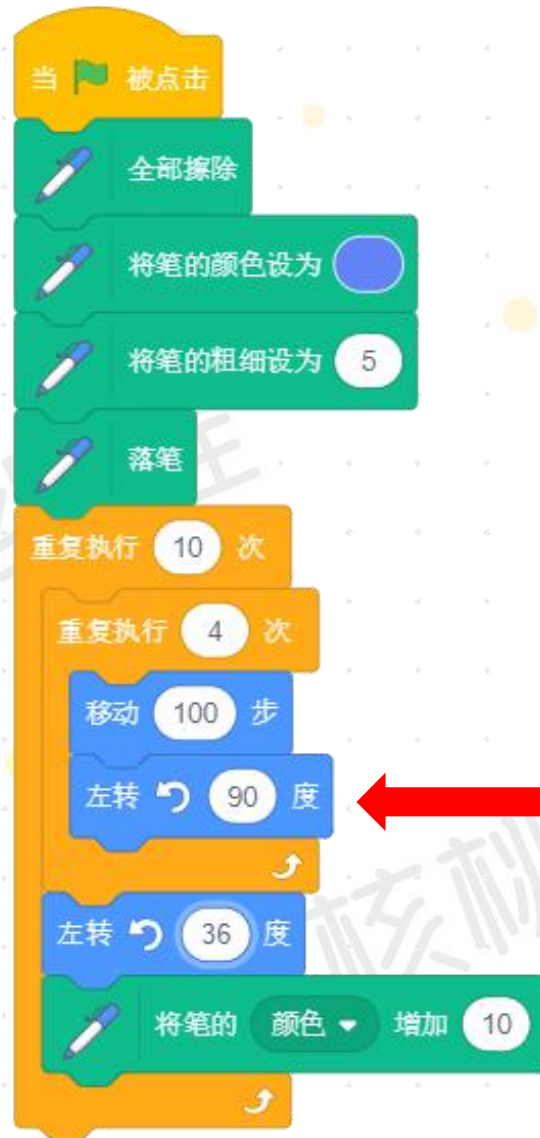 当 被点击
全部擦除
将笔的颜色设为
将笔的粗细设为 5
落笔
重复执行 10 次
重复执行 4 次
移动 100 步
左转 90 度
左转 36 度
将笔的 颜色 增加 10
核桃